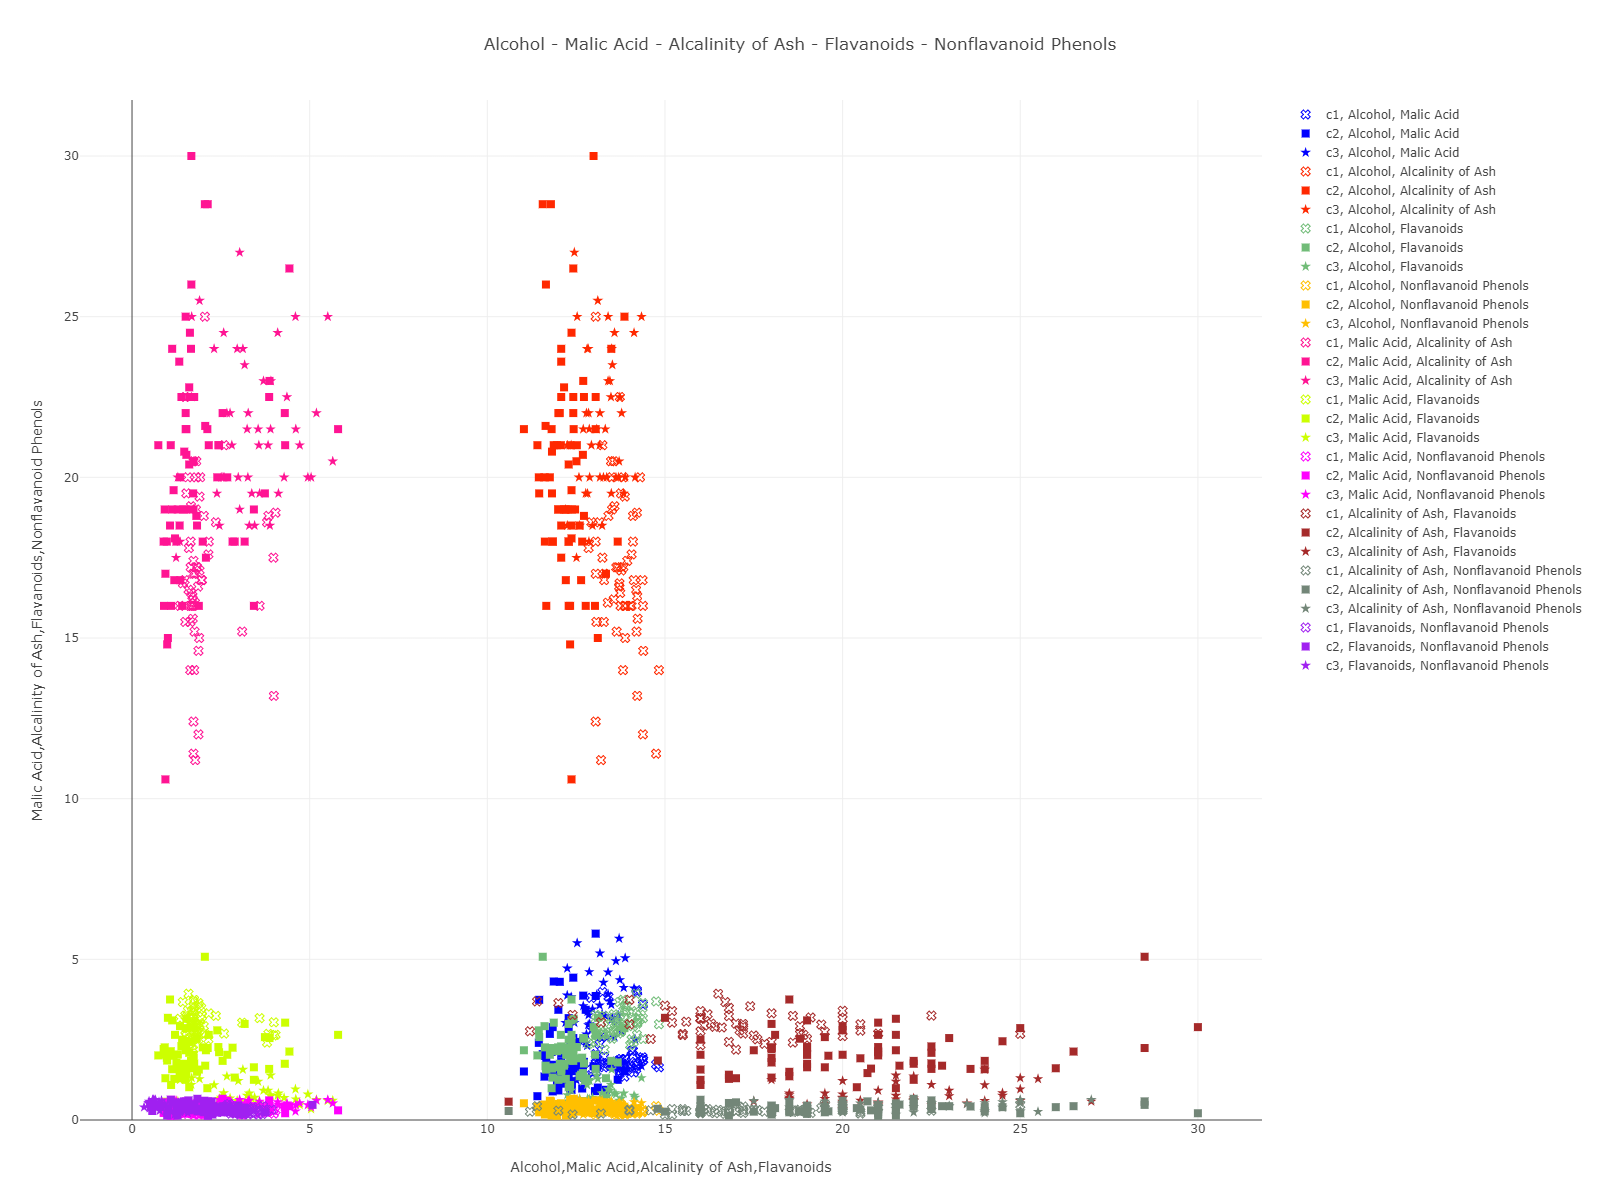 Alcohol - Malic Acid - Alcalinity of Ash - Flavanoids - Nonflavanoid Phenols
Malic Acid,Alcalinity of Ash,Flavanoids,Nonflavanoid Phenols
30
25
20
15
10
5
0
0
5
10
15
20
25
30
Alcohol,Malic Acid,Alcalinity of Ash,Flavanoids
c1, Alcohol, Malic Acid
c2, Alcohol, Malic Acid
c3, Alcohol, Malic Acid
c1, Alcohol, Alcalinity of Ash
c2, Alcohol, Alcalinity of Ash
c3, Alcohol, Alcalinity of Ash
c1, Alcohol, Flavanoids
c2, Alcohol, Flavanoids
c3, Alcohol, Flavanoids
c1, Alcohol, Nonflavanoid Phenols
c2, Alcohol, Nonflavanoid Phenols
c3, Alcohol, Nonflavanoid Phenols
c1, Malic Acid, Alcalinity of Ash
c2, Malic Acid, Alcalinity of Ash
c3, Malic Acid, Alcalinity of Ash
c1, Malic Acid, Flavanoids
c2, Malic Acid, Flavanoids
c3, Malic Acid, Flavanoids
c1, Malic Acid, Nonflavanoid Phenols
c2, Malic Acid, Nonflavanoid Phenols
c3, Malic Acid, Nonflavanoid Phenols
c1, Alcalinity of Ash, Flavanoids
c2, Alcalinity of Ash, Flavanoids
c3, Alcalinity of Ash, Flavanoids
c1, Alcalinity of Ash, Nonflavanoid Phenols
c2, Alcalinity of Ash, Nonflavanoid Phenols
c3, Alcalinity of Ash, Nonflavanoid Phenols
c1, Flavanoids, Nonflavanoid Phenols
c2, Flavanoids, Nonflavanoid Phenols
c3, Flavanoids, Nonflavanoid Phenols